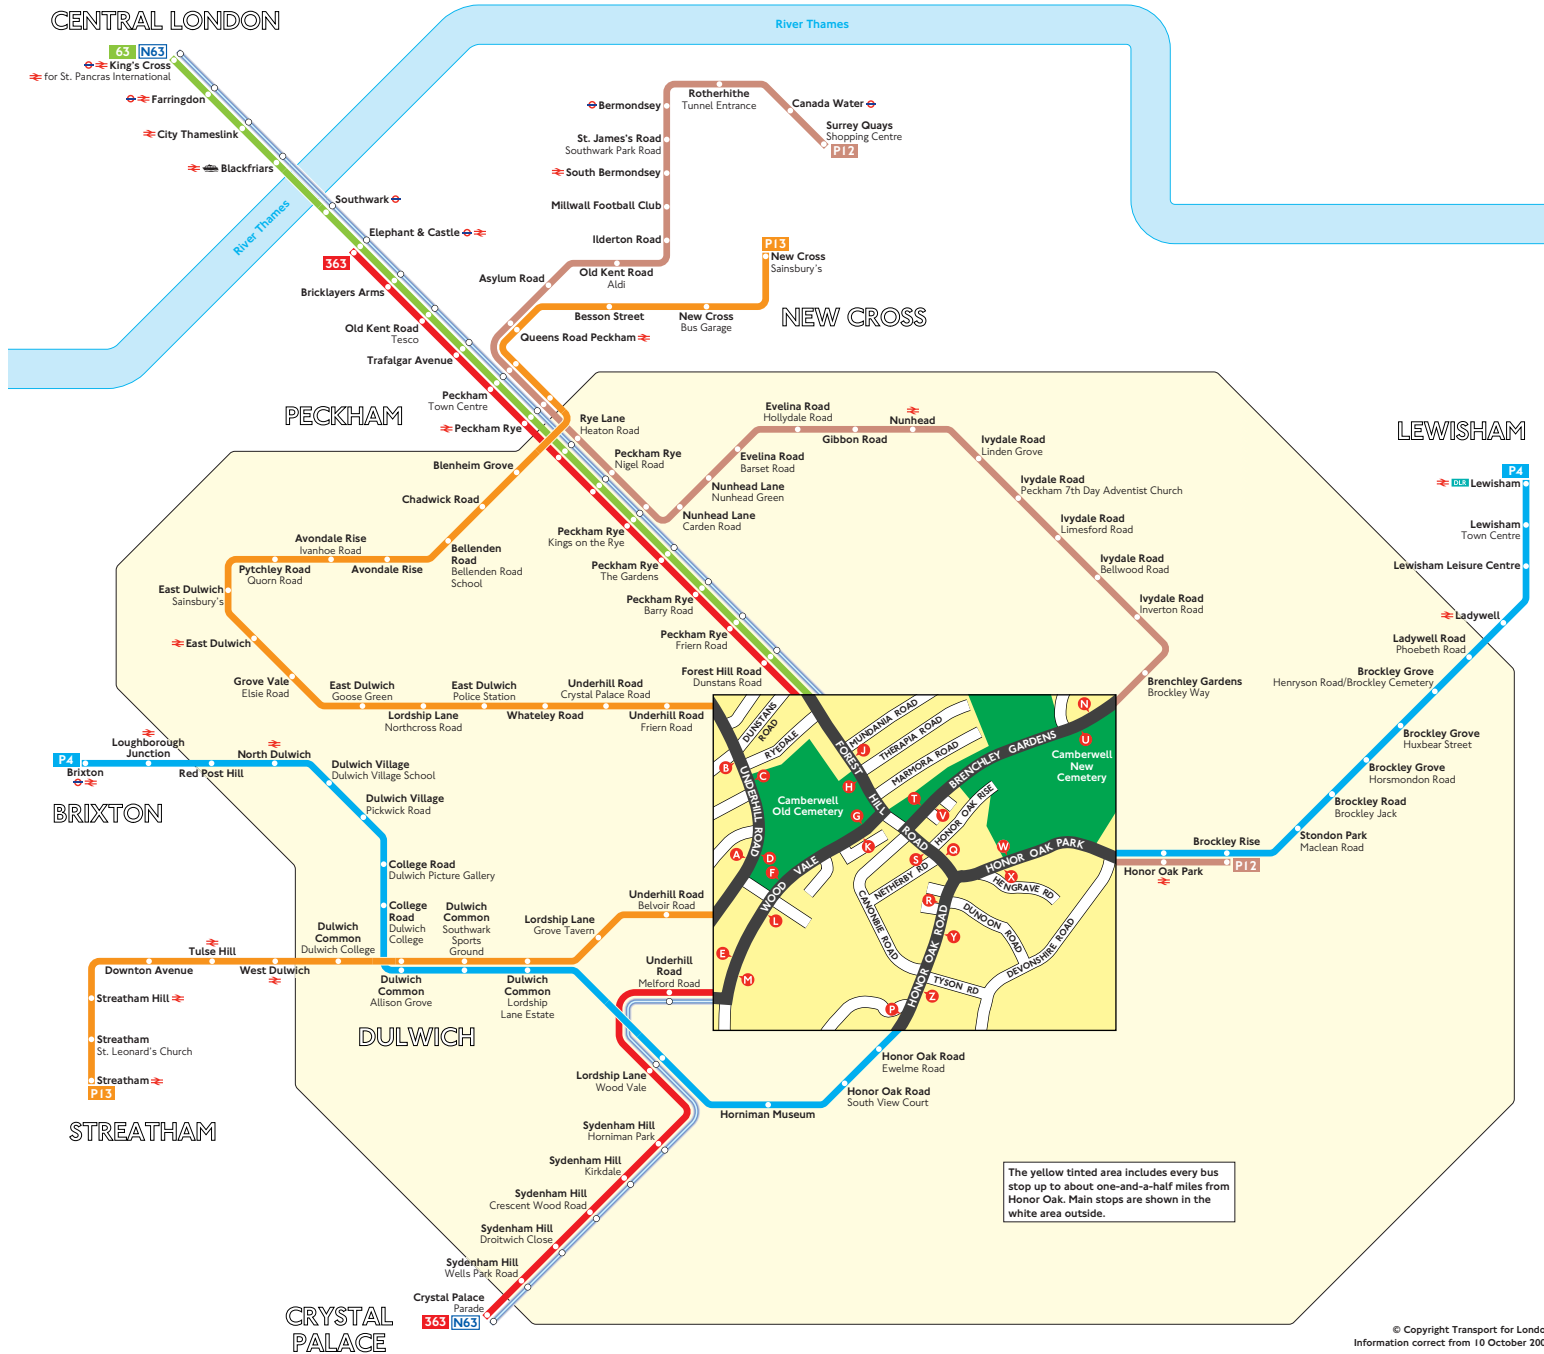 CENTRAL LONDON
63 N63
King's Cross
for St. Pancras International
Farringdon
City Thameslink
Blackfriars
Southwark
Elephant & Castle
363
Bricklayers Arms
Old Kent Road
Tesco
Trafalgar Avenue
Peckham
Town Centre
PECKHAM
Peckham Rye
River Thames
River Thames
Bermondsey
Rotherhithe
Tunnel Entrance
Canada Water
Surrey Quays
Shopping Centre
P12
St. James's Road
Southwark Park Road
South Bermondsey
Millwall Football Club
Ilderton Road
Old Kent Road
Aldi
Asylum Road
P13
New Cross
Sainsbury's
Besson Street
New Cross
Bus Garage
NEW CROSS
Queens Road Peckham
Rye Lane
Heaton Road
Peckham Rye
Nigel Road
Nunhead Lane
Carden Road
Nunhead Lane
Nunhead Green
Evelina Road
Barset Road
Evelina Road
Hollydale Road
Gibbon Road
Nunhead
Ivydale Road
Linden Grove
Ivydale Road
Peckham 7th Day Adventist Church
Ivydale Road
Limesford Road
Ivydale Road
Bellwood Road
Ivydale Road
Inverton Road
Brenchley Gardens
Brockley Way
LEWISHAM
P4
DLR Lewisham
Lewisham
Town Centre
Lewisham Leisure Centre
Ladywell
Ladywell Road
Phoebeth Road
Brockley Grove
Henryson Road/Brockley Cemetery
Brockley Grove
Huxbear Street
Brockley Grove
Horsmondon Road
Brockley Road
Brockley Jack
Stondon Park
Maclean Road
Brockley Rise
P12
Honor Oak Park
Blenheim Grove
Chadwick Road
Bellenden
Road
Bellenden Road
School
Avondale Rise
Avondale Rise
Ivanhoe Road
Pytchley Road
Quorn Road
East Dulwich
Sainsbury's
East Dulwich
Grove Vale
Elsie Road
East Dulwich
Goose Green
Lordship Lane
Northcross Road
East Dulwich
Police Station
Whateley Road
Underhill Road
Crystal Palace Road
Underhill Road
Friern Road
Peckham Rye
Kings on the Rye
Peckham Rye
The Gardens
Peckham Rye
Barry Road
Peckham Rye
Friern Road
Forest Hill Road
Dunstans Road
P4
Brixton
BRIXTON
Loughborough
Junction
Red Post Hill
North Dulwich
Dulwich Village
Dulwich Village School
Dulwich Village
Pickwick Road
College Road
Dulwich Picture Gallery
College
Road
Dulwich
College
Dulwich
Common
Southwark
Sports
Ground
Dulwich
Common
Dulwich College
Dulwich
Common
Allison Grove
Dulwich
Common
Lordship
Lane Estate
Lordship Lane
Grove Tavern
Underhill Road
Belvoir Road
Underhill
Road
Melford Road
Tulse Hill
Downton Avenue
West Dulwich
Streatham Hill
Streatham
St. Leonard's Church
Streatham
P13
STREATHAM
DULWICH
Lordship Lane
Wood Vale
Sydenham Hill
Horniman Park
Sydenham Hill
Kirkdale
Sydenham Hill
Crescent Wood Road
Sydenham Hill
Droitwich Close
Sydenham Hill
Wells Park Road
Crystal Palace
Parade
363 N63
CRYSTAL
PALACE
Horniman Museum
Honor Oak Road
South View Court
Honor Oak Road
Ewelme Road
DUNSTANS
ROAD
RYEDALE
UNDERHILL ROAD
FOREST HILL ROAD
MUNDANIA ROAD
THERAPIA ROAD
MARMORA ROAD
BRENCHLEY GARDENS
HONOR OAK RISE
Camberwell
Old Cemetery
Camberwell
New
Cemetery
WOOD VALE
NETHERBY RD
CANONBIE ROAD
HONOR OAK PARK
HENGRAVE RD
DUNOON ROAD
DEVONSHIRE ROAD
TYSON RD
HONOR OAK ROAD
A
B
C
D
E
F
G
H
J
K
L
M
N
P
Q
R
S
T
U
V
W
X
Y
Z
The yellow tinted area includes every bus
stop up to about one-and-a-half miles from
Honor Oak. Main stops are shown in the
white area outside.
© Copyright Transport for Londo
Information correct from 10 October 200